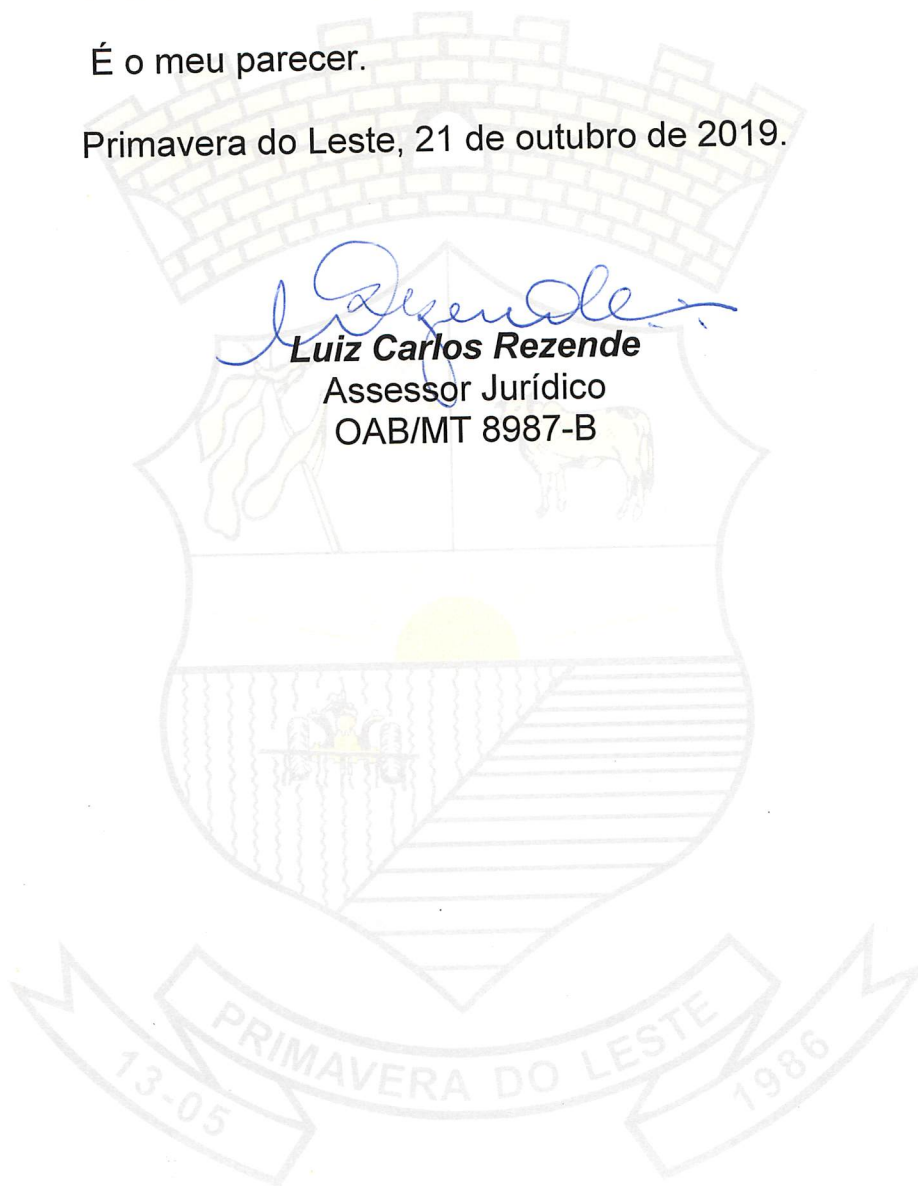 É o meu parecer.
Primavera do Leste, 21 de outubro de 2019.
Rezende
Luiz Carlos Rezende
Assessor Jurídico
OAB/MT 8987-B
13-05
PRIMAVERA DO LESTE
1986